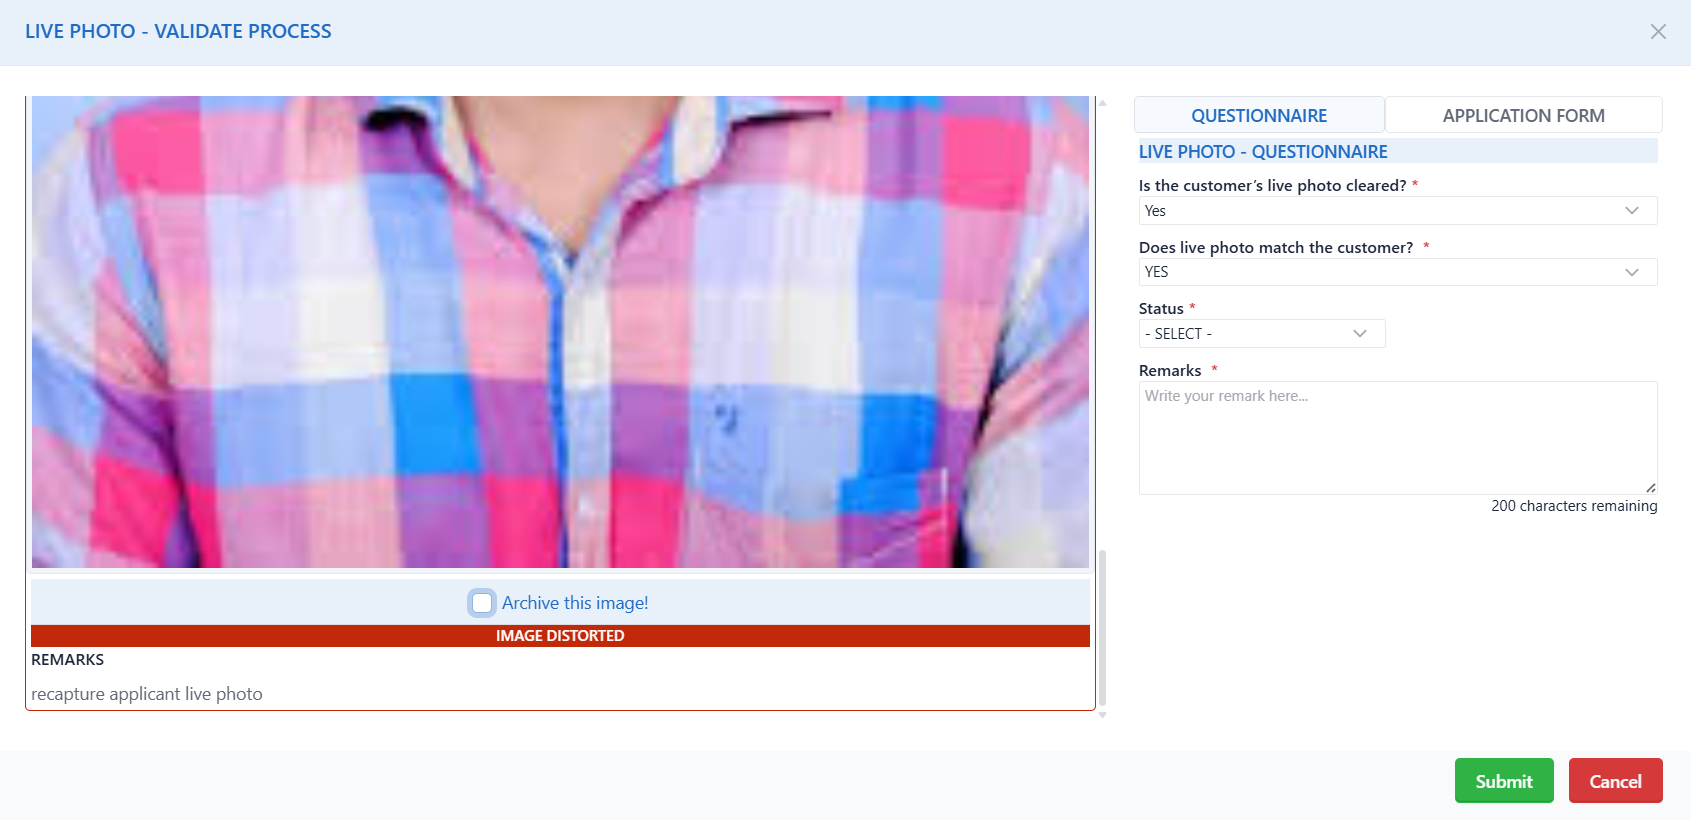 LIVE PHOTO - VALIDATE PROCESS
Archive this image!
IMAGE DISTORTED
REMARKS
recapture applicant live photo
QUESTIONNAIRE
APPLICATION FORM
LIVE PHOTO - QUESTIONNAIRE
Is the customer’s live photo cleared? *
Yes
Does live photo match the customer? *
YES
Status *
- SELECT -
Remarks *
Write your remark here...
200 characters remaining
Submit
Cancel